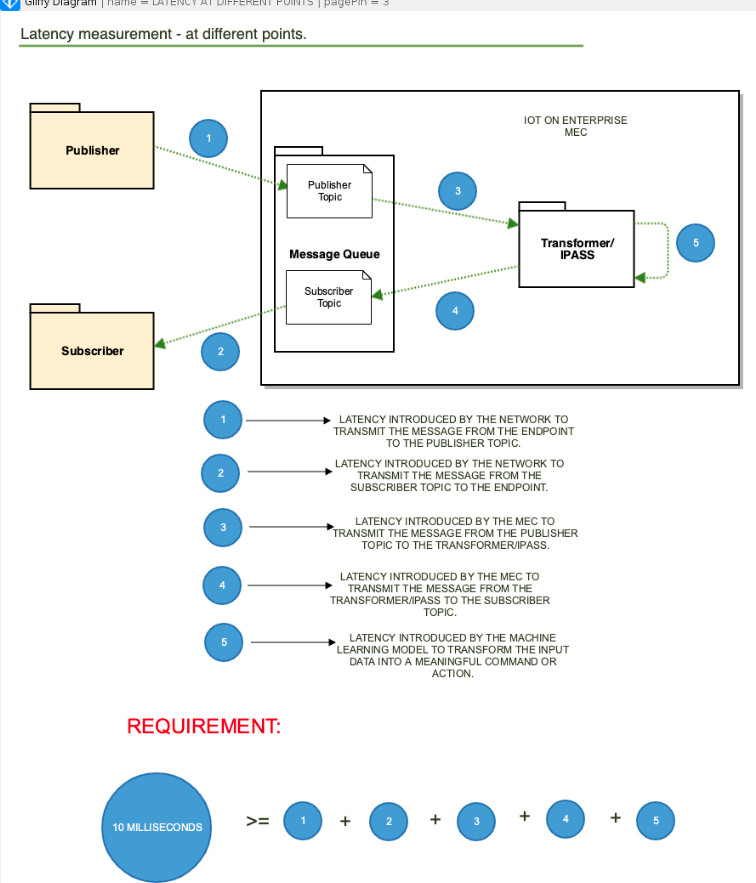 Gliffy Diagram | name = LATENCY AT DIFFERENT POINTS | pagePin = 3
Latency measurement - at different points.
Publisher
1
IOT ON ENTERPRISE
MEC
Publisher
Topic
3
Transformer/
IPASS
5
Message Queue
Subscriber
Topic
4
Subscriber
2
1
LATENCY INTRODUCED BY THE NETWORK TO
TRANSMIT THE MESSAGE FROM THE ENDPOINT
TO THE PUBLISHER TOPIC.
2
LATENCY INTRODUCED BY THE NETWORK TO
TRANSMIT THE MESSAGE FROM THE
SUBSCRIBER TOPIC TO THE ENDPOINT.
3
LATENCY INTRODUCED BY THE MEC TO
TRANSMIT THE MESSAGE FROM THE PUBLISHER
TOPIC TO THE TRANSFORMER/IPASS.
4
LATENCY INTRODUCED BY THE MEC TO
TRANSMIT THE MESSAGE FROM THE
TRANSFORMER/IPASS TO THE SUBSCRIBER
TOPIC.
5
LATENCY INTRODUCED BY THE MACHINE
LEARNING MODEL TO TRANSFORM THE INPUT
DATA INTO A MEANINGFUL COMMAND OR
ACTION.
REQUIREMENT:
10 MILLISECONDS >= 1 + 2 + 3 + 4 + 5